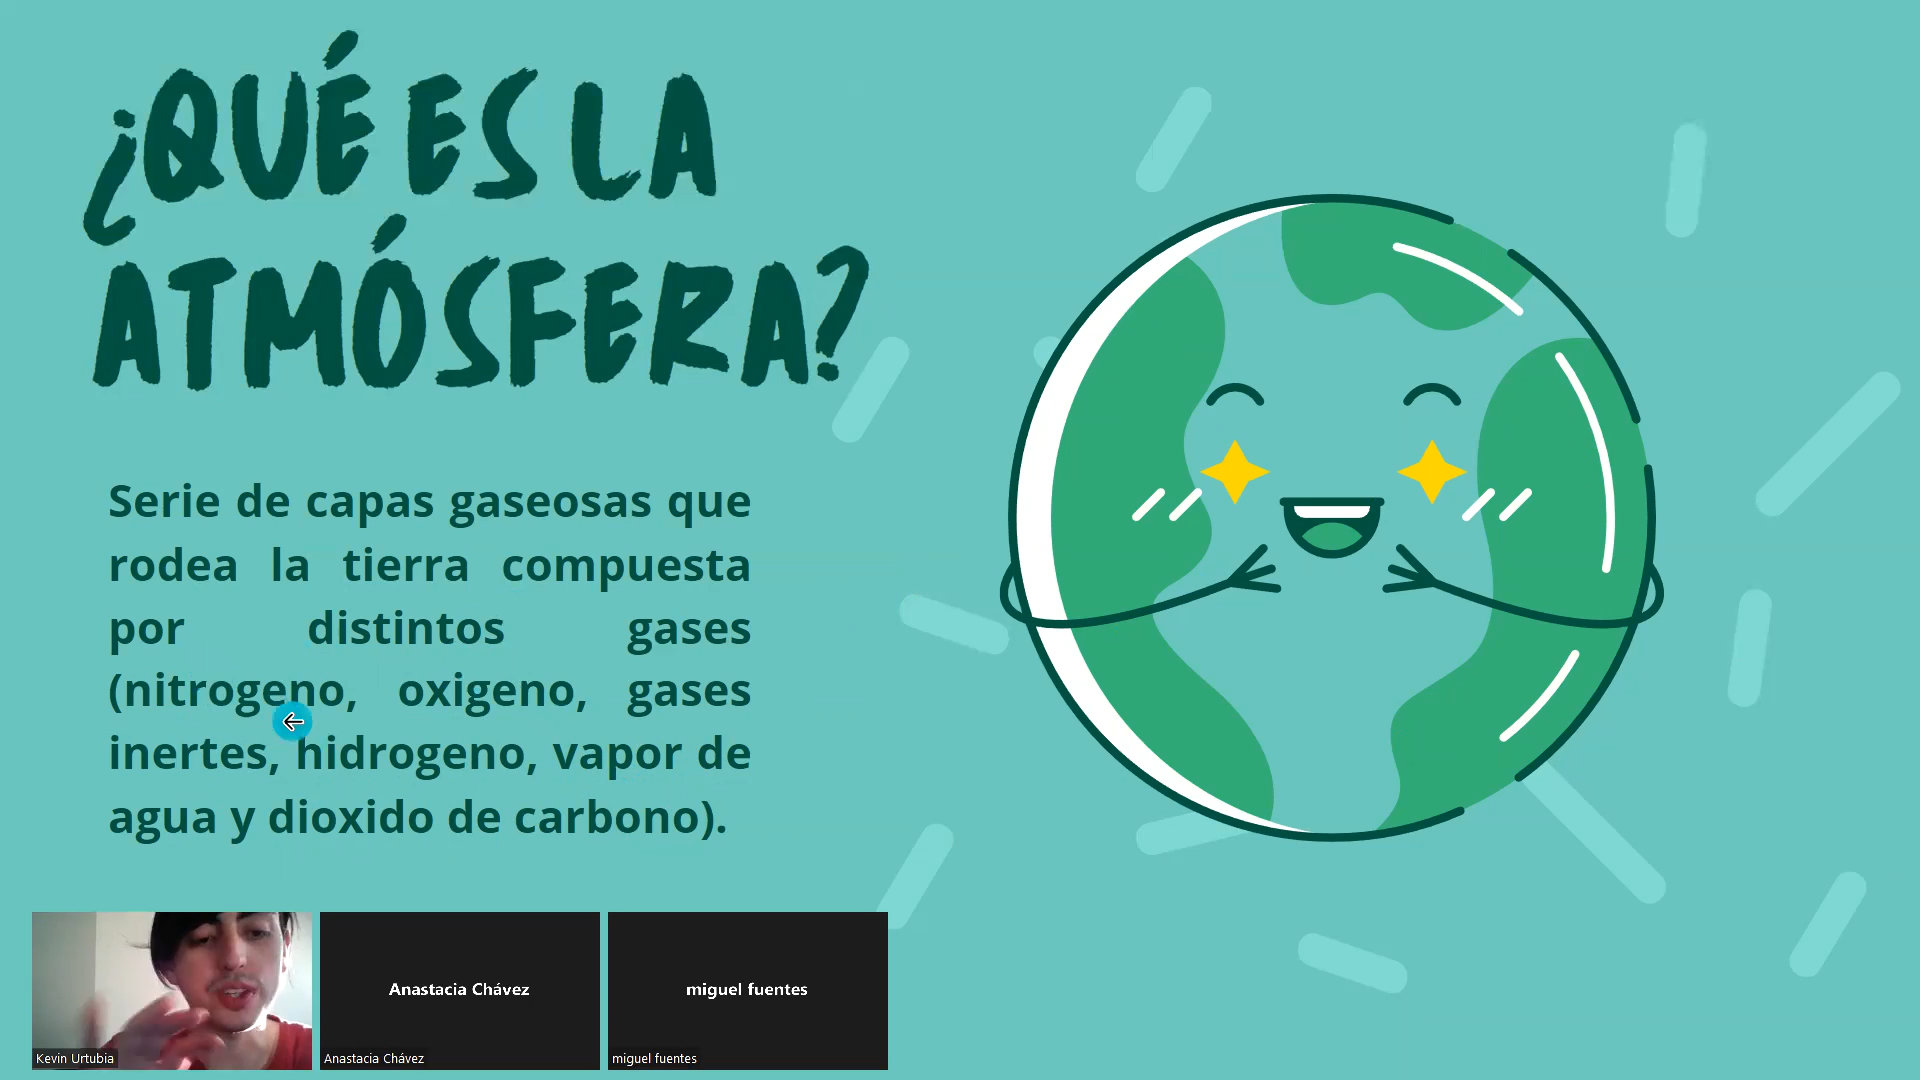 ¿QUÉ ES LA
ATMÓSFERA?
Serie de capas gaseosas que
rodea la tierra compuesta
por distintos gases
(nitrogeno, oxigeno, gases
inertes, hidrogeno, vapor de
agua y dioxido de carbono).
Anastacia Chávez
miguel fuentes
Kevin Urtubia
Anastacia Chávez
miguel fuentes